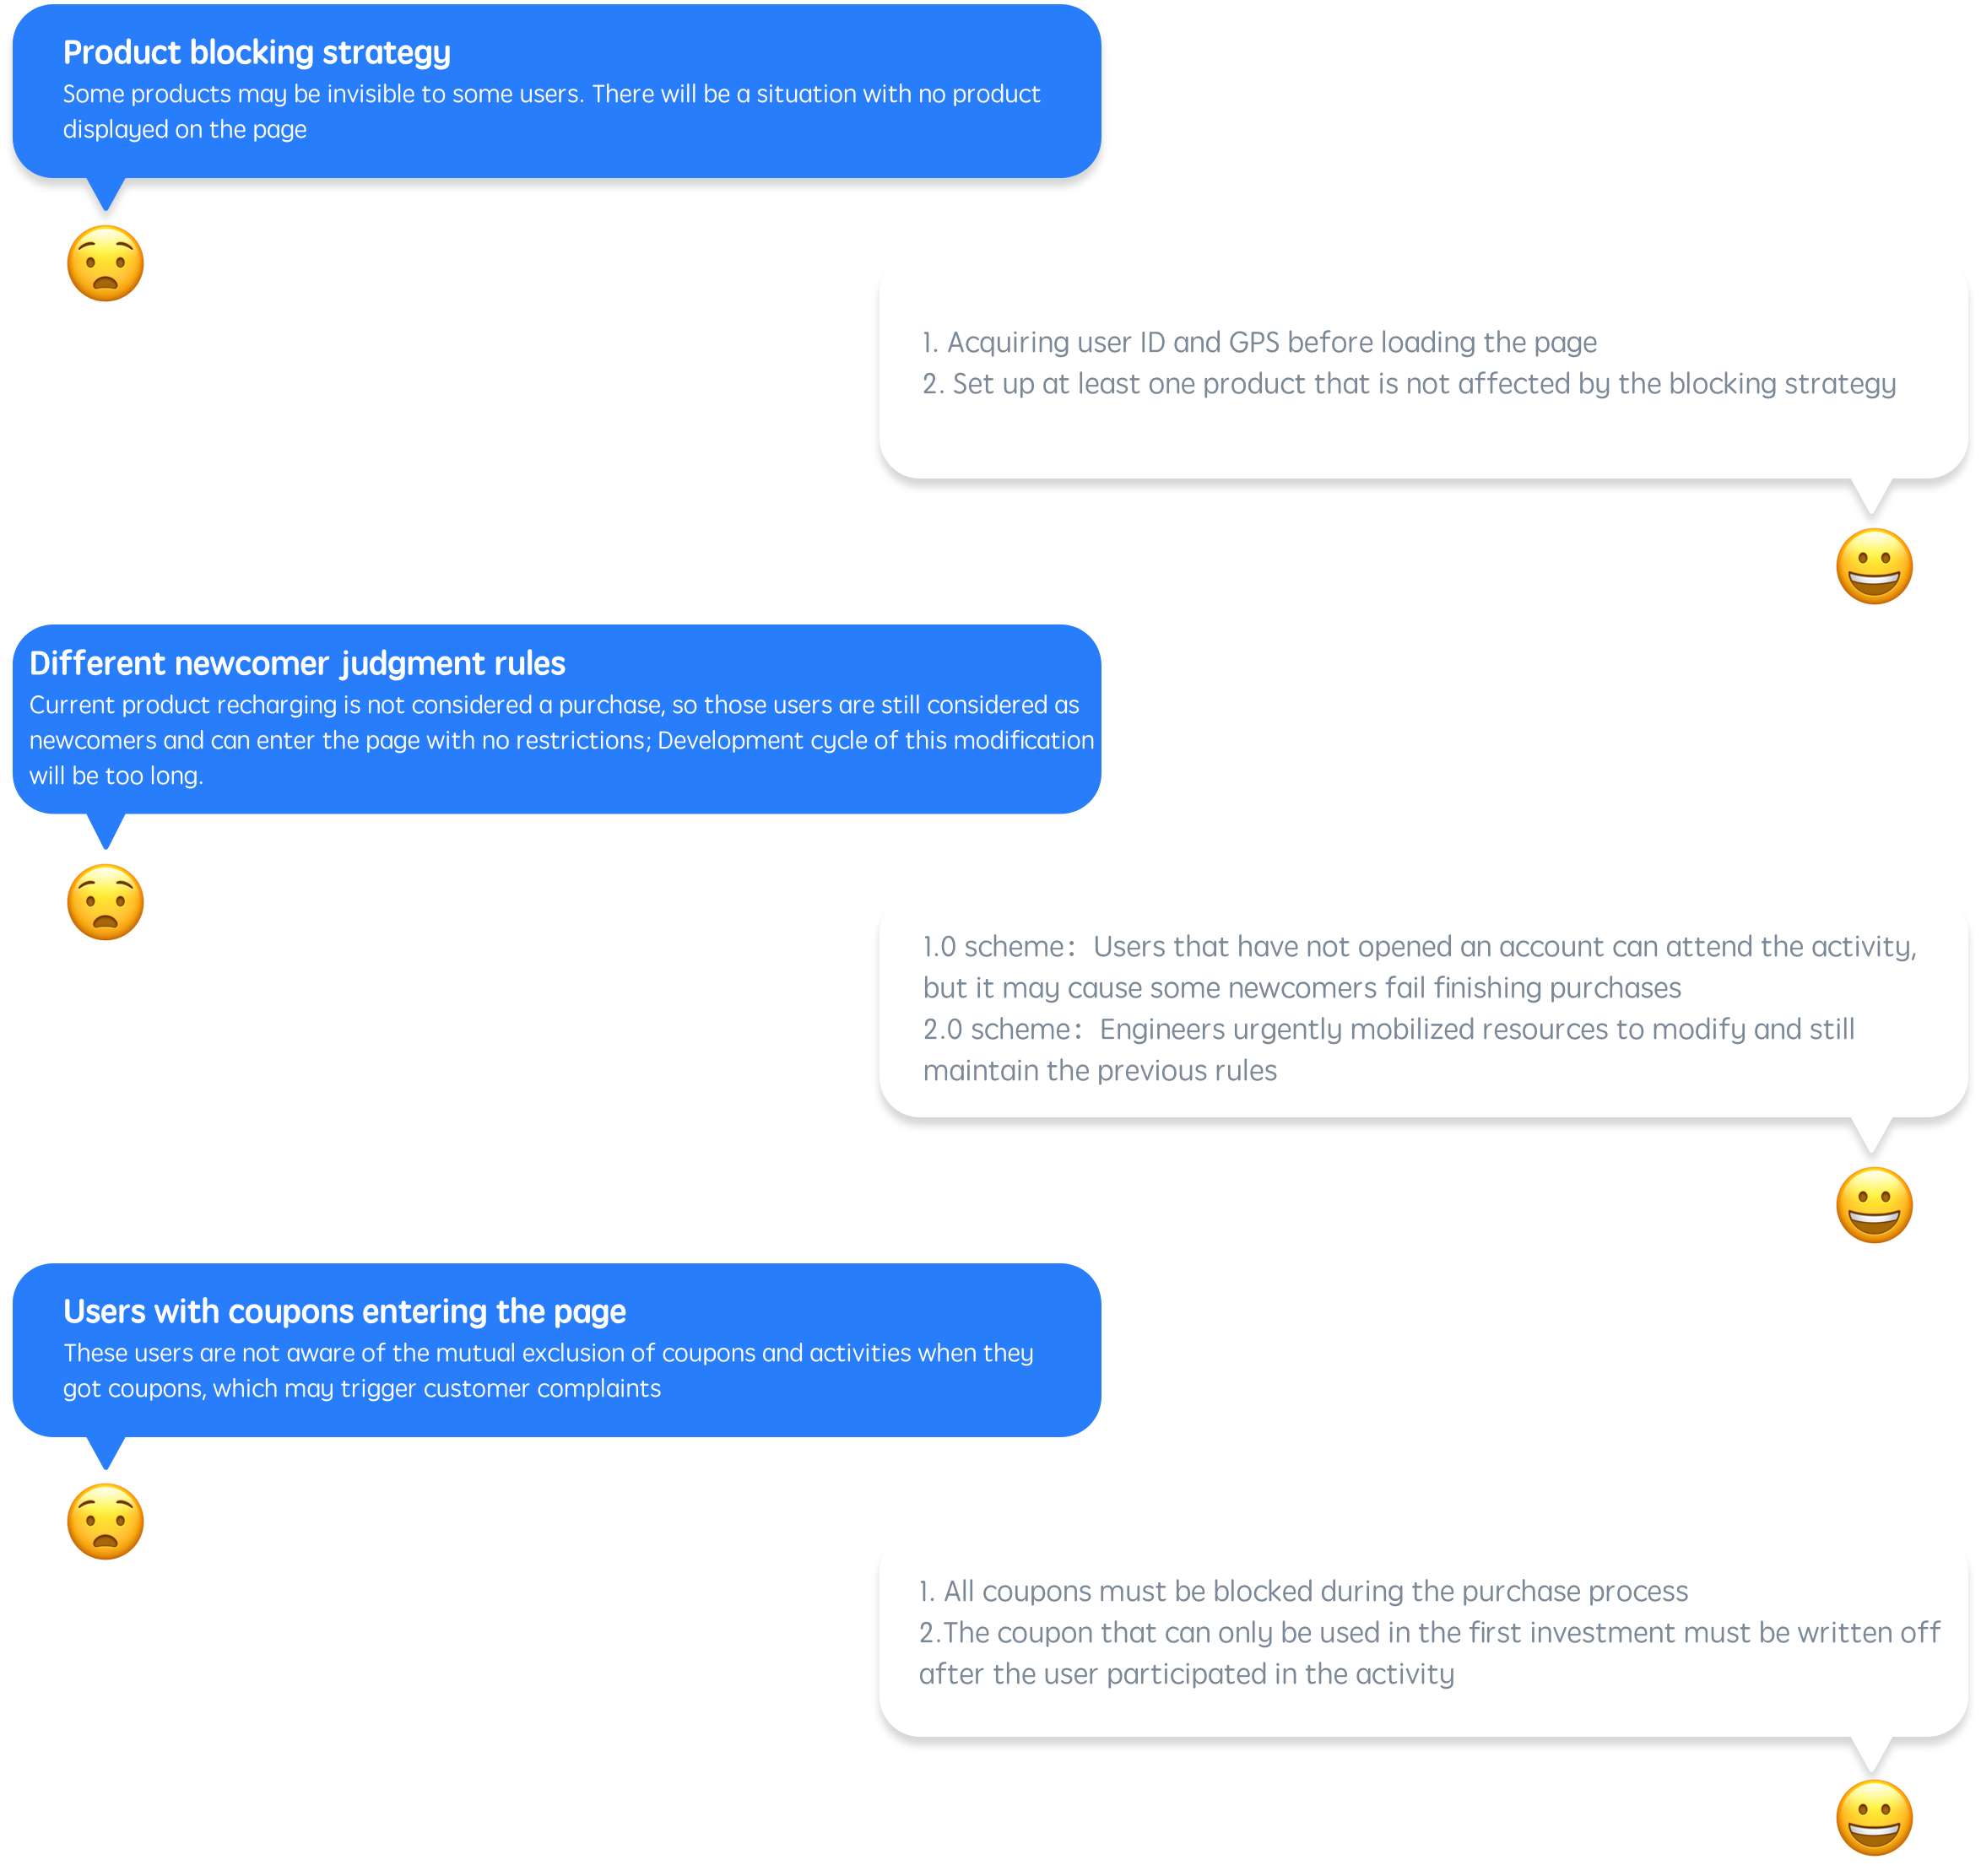 Product blocking strategy
Some products may be invisible to some users. There will be a situation with no product
displayed on the page
1. Acquiring user ID and GPS before loading the page
2. Set up at least one product that is not affected by the blocking strategy
Different newcomer judgment rules
Current product recharging is not considered a purchase, so those users are still considered as
newcomers and can enter the page with no restrictions; Development cycle of this modification
will be too long.
1.0 scheme：Users that have not opened an account can attend the activity,
but it may cause some newcomers fail finishing purchases
2.0 scheme：Engineers urgently mobilized resources to modify and still
maintain the previous rules
Users with coupons entering the page
These users are not aware of the mutual exclusion of coupons and activities when they
got coupons, which may trigger customer complaints
1. All coupons must be blocked during the purchase process
2.The coupon that can only be used in the first investment must be written off
after the user participated in the activity